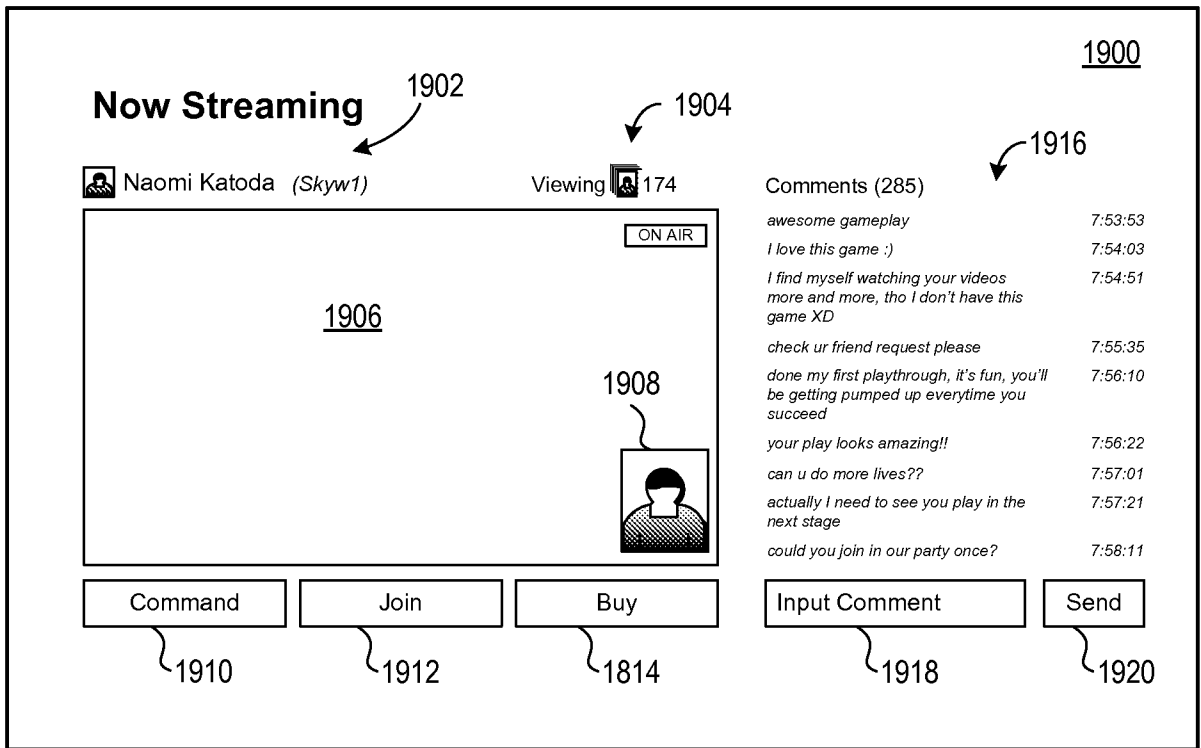 1900
Now Streaming
1902
1904
1916
Naomi Katoda (Skyw1)
Viewing 174
Comments (285)
ON AIR
1906
1908
awesome gameplay 7:53:53
I love this game :) 7:54:03
I find myself watching your videos 7:54:51
more and more, tho I don't have this
game XD
check ur friend request please 7:55:35
done my first playthrough, it's fun, you'll 7:56:10
be getting pumped up everytime you
succeed
your play looks amazing!! 7:56:22
can u do more lives?? 7:57:01
actually I need to see you play in the 7:57:21
next stage
could you join in our party once? 7:58:11
Command
Join
Buy
Input Comment
Send
1910
1912
1814
1918
1920